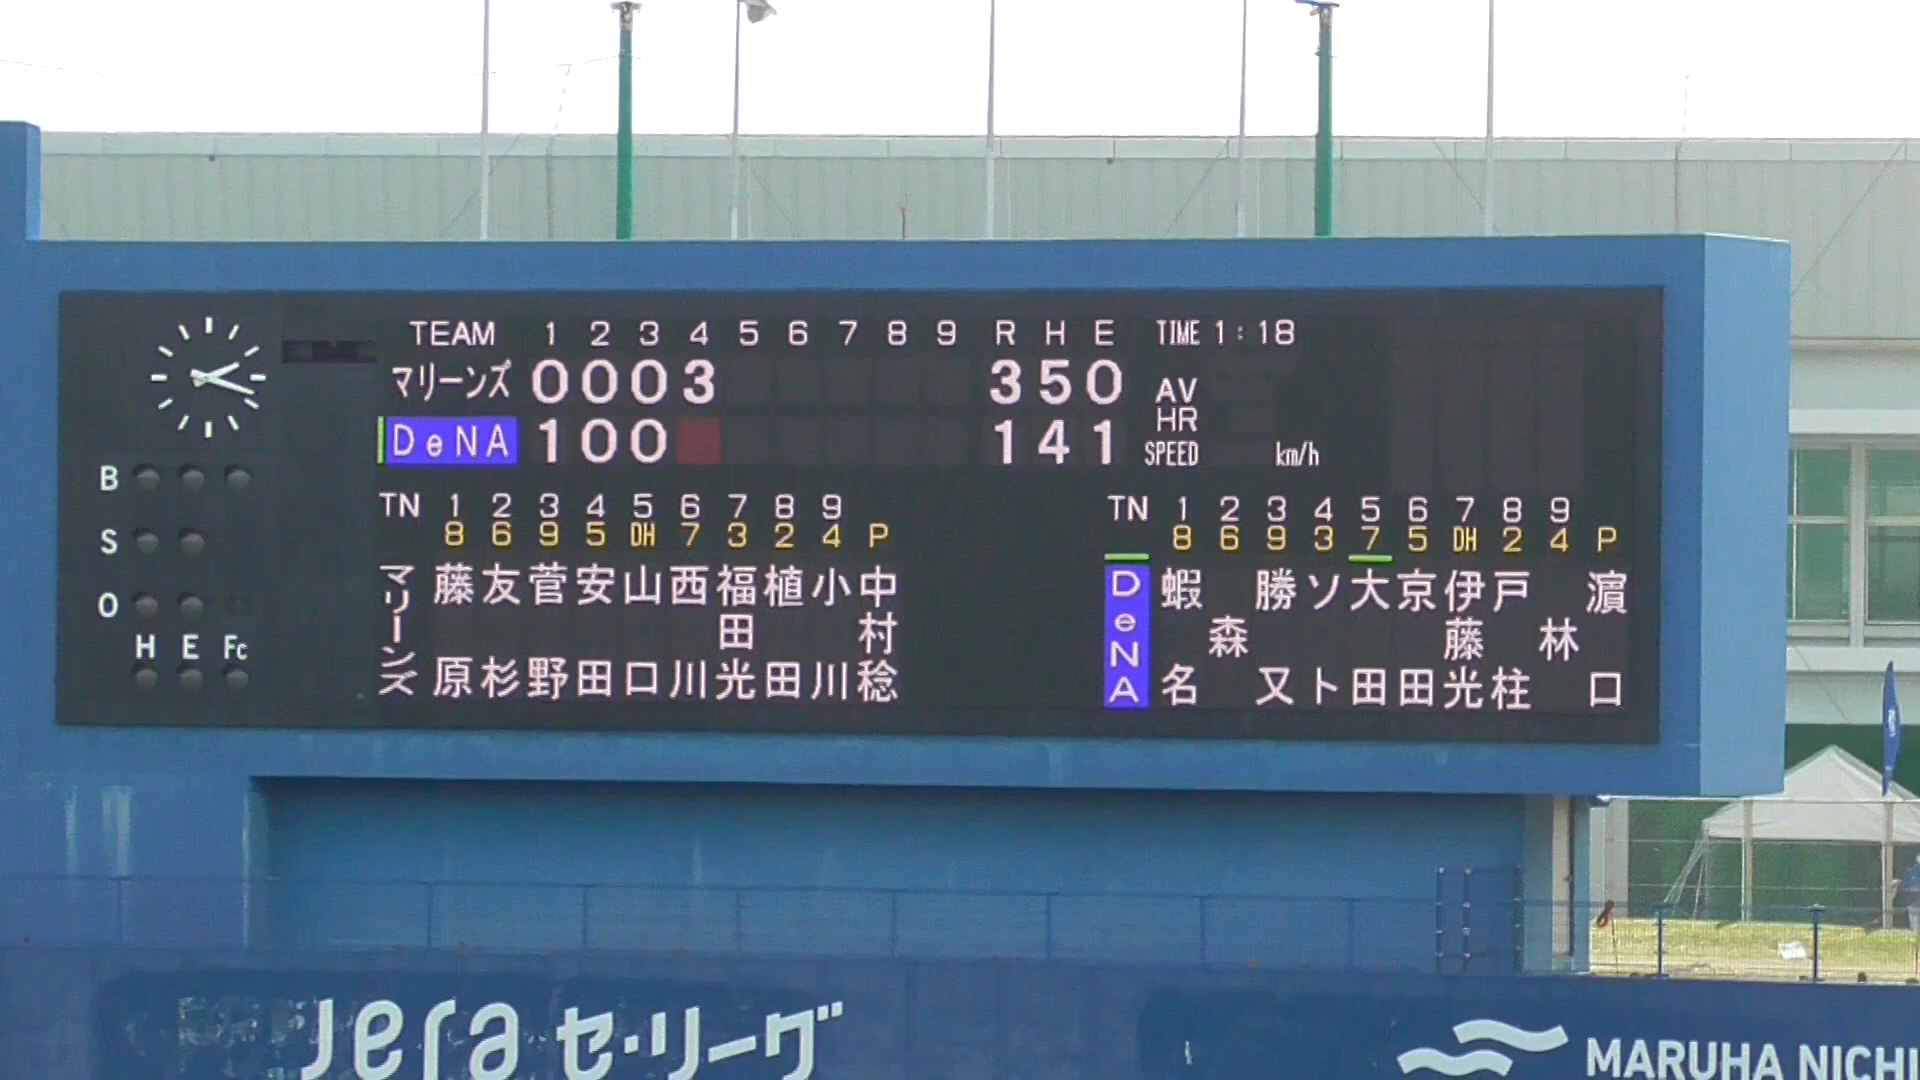 TEAM 1 2 3 4 5 6 7 8 9 R H E TIME 1:18
マリーンズ 0 0 0 3 3 5 0 AV
HR
DeNA 1 0 0 1 4 1 SPEED km/h
B
S
O
H E Fc
TN 1 2 3 4 5 6 7 8 9
8 6 9 5 DH 7 3 2 4 P
マリーンズ 藤原 友杉 菅野 安田 山口 西川 福田光 植田 小川 中村稔
TN 1 2 3 4 5 6 7 8 9
8 6 9 3 7 5 DH 2 4 P
DeNA 蝦名 森 勝又 ソト 大田 京田 伊藤光 戸柱 林 濵口
JERA セ・リーグ
MARUHA NICHI